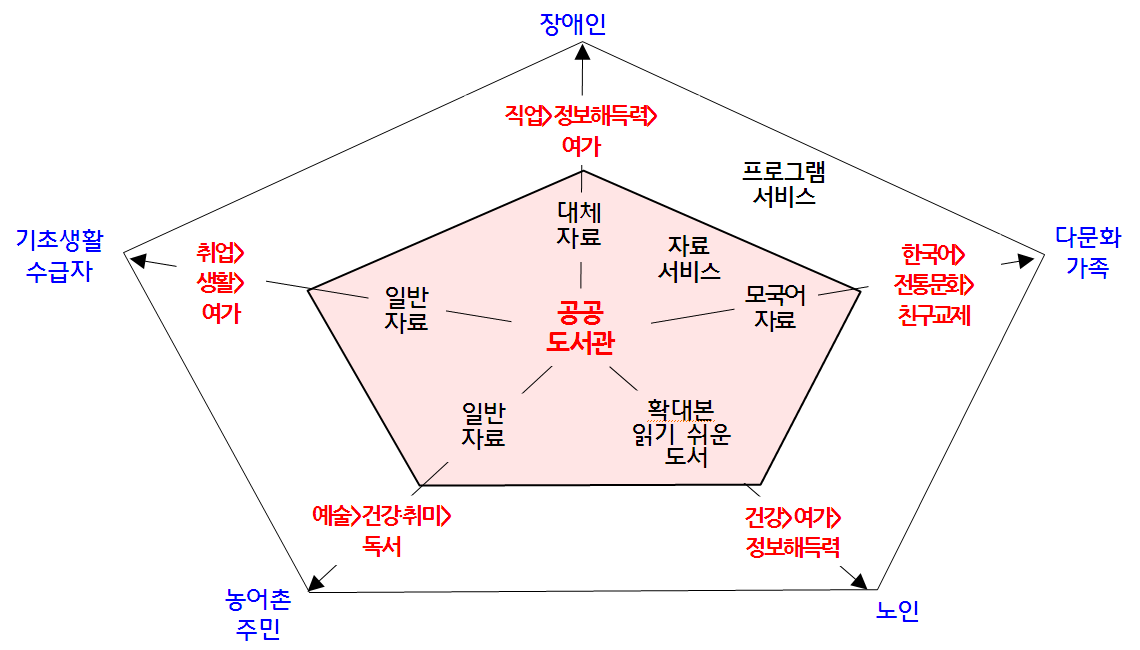 장애인
직업>정보해득력>
여가
프로그램
서비스
대체
자료
자료
서비스
기초생활
수급자
취업>
생활>
여가
일반
자료
공공
도서관
모국어
자료
한국어>
전통문화>
친구교제
다문화
가족
일반
자료
확대본
읽기 쉬운
도서
예술>건강·취미>
독서
건강>여가>
정보해득력
농어촌
주민
노인